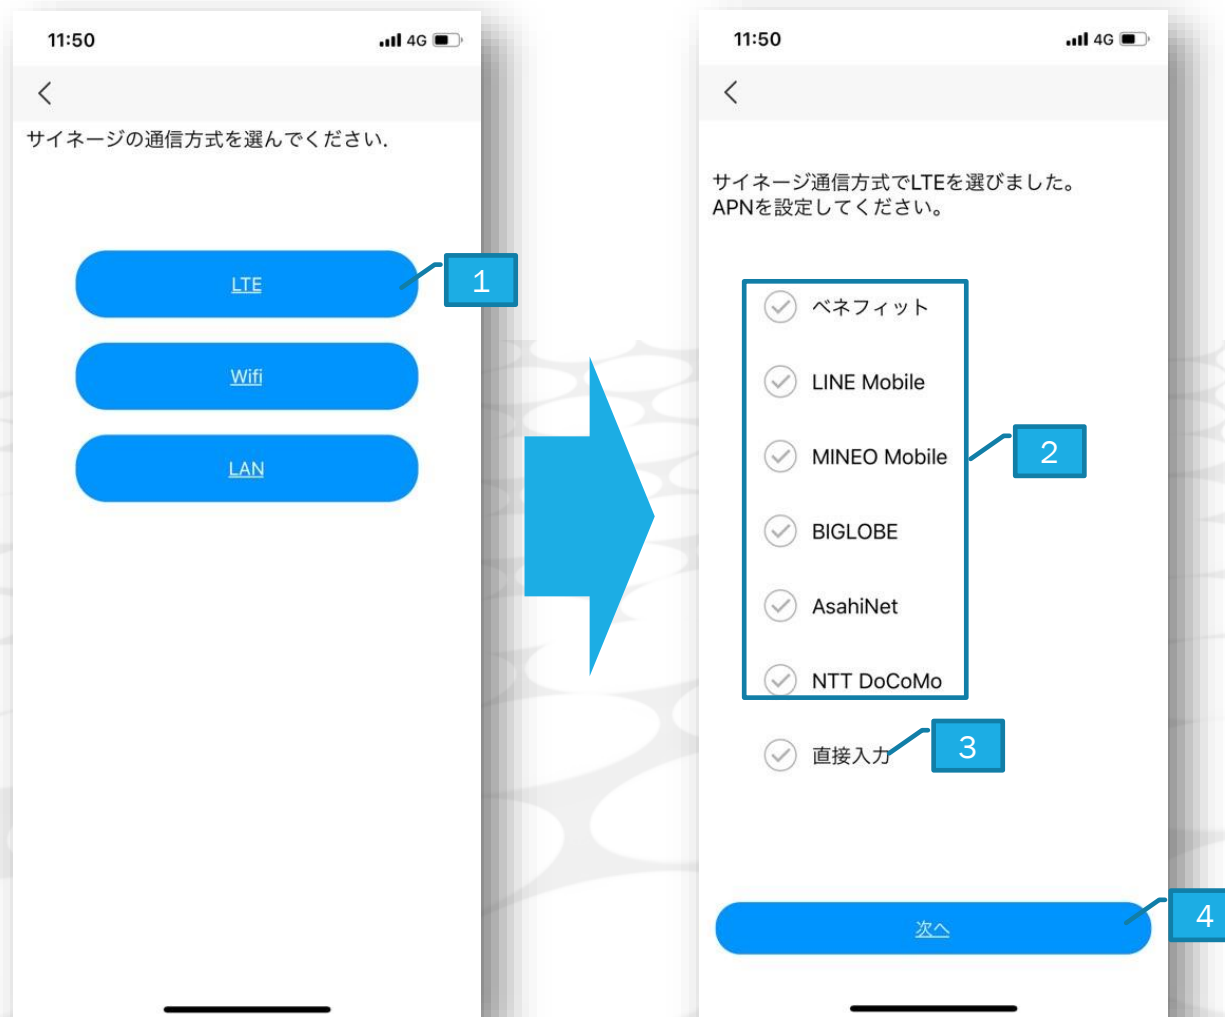 11:50
4G
サイネージの通信方式を選んでください.
LTE
1
Wifi
LAN
11:50
4G
サイネージ通信方式でLTEを選びました。
APNを設定してください。
ベネフィット
LINE Mobile
MINEO Mobile
2
BIGLOBE
AsahiNet
NTT DoCoMo
直接入力
3
次へ
4